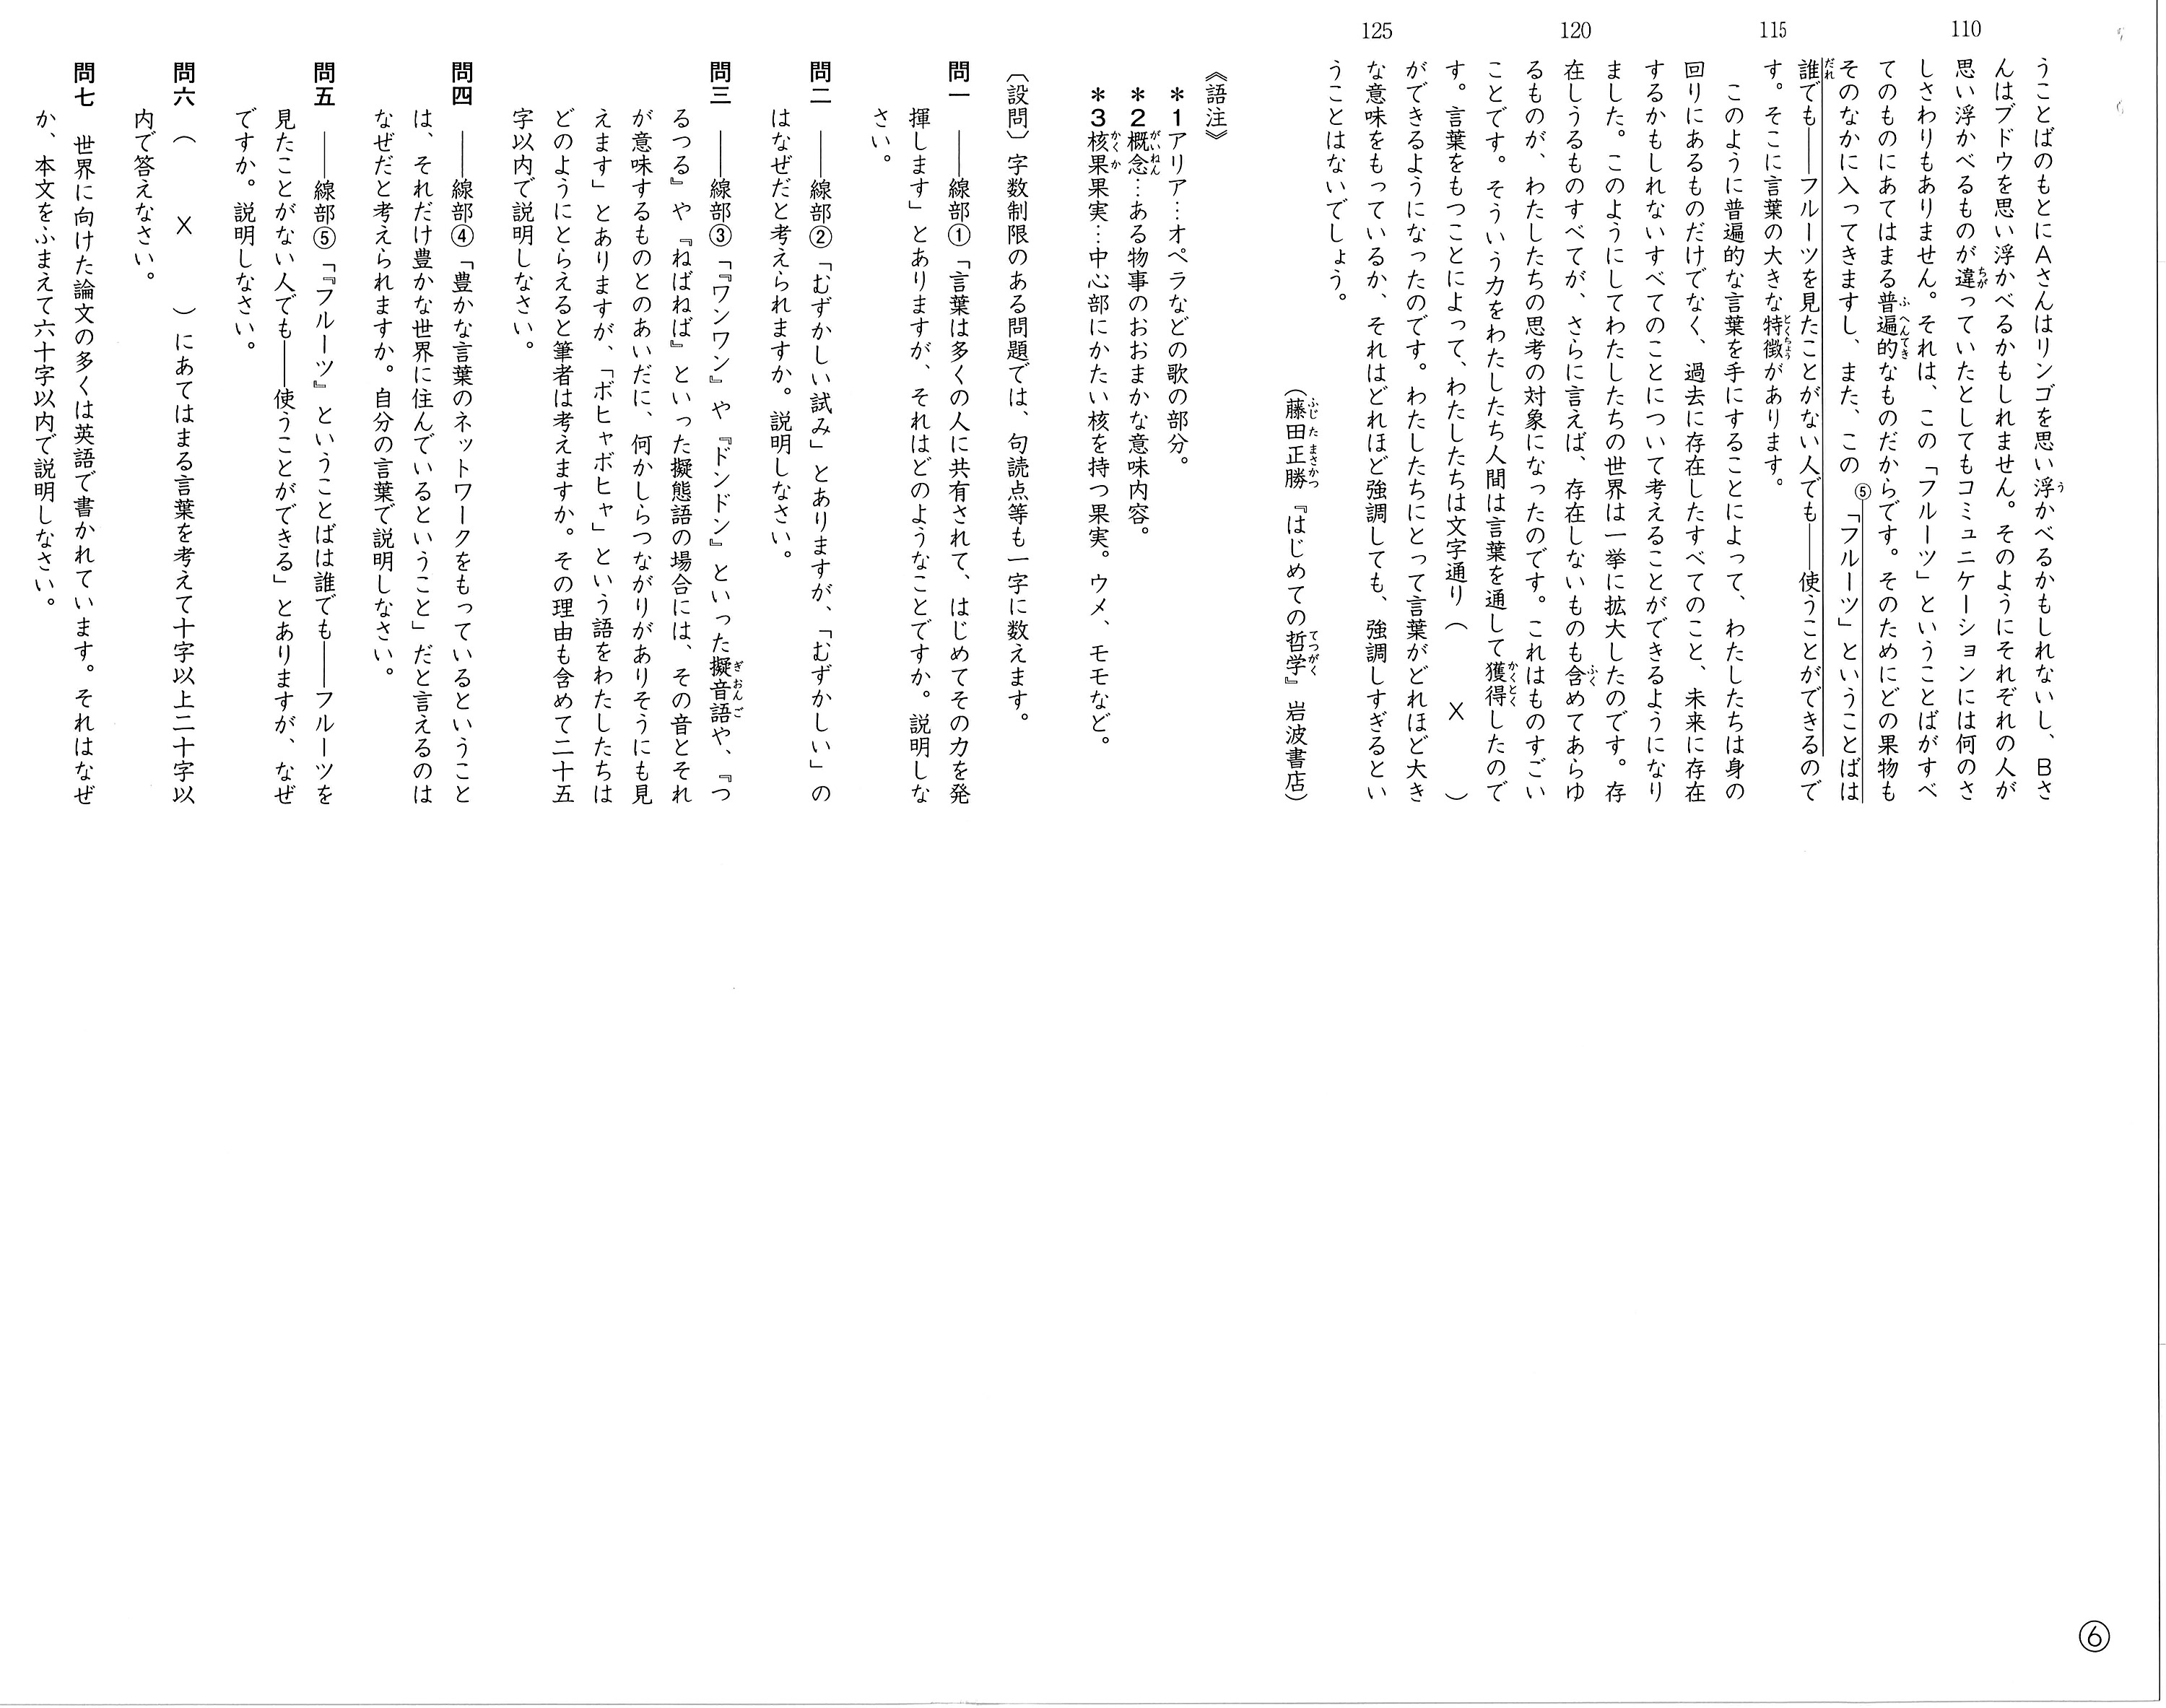 うことばのもとにAさんはリンゴを思い浮かべるかもしれないし、Bさ
んはブドウを思い浮かべるかもしれません。そのようにそれぞれの人が
110
思い浮かべるものが違っていたとしてもコミュニケーションには何のさ
しさわりもありません。それは、この「フルーツ」ということばがすべ
てのものにあてはまる普遍的なものだからです。そのためにどの果物も
そのなかに入ってきますし、また、この⑤「フルーツ」ということばは
誰でも――フルーツを見たことがない人でも――使うことができるので
115
す。そこに言葉の大きな特徴があります。
このように普遍的な言葉を手にすることによって、わたしたちは身の
回りにあるものだけでなく、過去に存在したすべてのこと、未来に存在
するかもしれないすべてのことについて考えることができるようになり
ました。このようにしてわたしたちの世界は一挙に拡大したのです。存
120
在しうるものすべてが、さらに言えば、存在しないものも含めてあらゆ
るものが、わたしたちの思考の対象になったのです。これはものすごい
ことです。そういう力をわたしたち人間は言葉を通して獲得したので
す。言葉をもつことによって、わたしたちは文字通り（　X　）
ができるようになったのです。わたしたちにとって言葉がどれほど大き
125
な意味をもっているか、それはどれほど強調しても、強調しすぎるとい
うことはないでしょう。
（藤田正勝『はじめての哲学』岩波書店）
《語注》
＊1アリア…オペラなどの歌の部分。
＊2概念…ある物事のおおまかな意味内容。
＊3核果果実…中心部にかたい核を持つ果実。ウメ、モモなど。
〔設問〕字数制限のある問題では、句読点等も一字に数えます。
問一　――線部①「言葉は多くの人に共有されて、はじめてその力を発
揮します」とありますが、それはどのようなことですか。説明しな
さい。
問二　――線部②「むずかしい試み」とありますが、「むずかしい」の
はなぜだと考えられますか。説明しなさい。
問三　――線部③「『ワンワン』や『ドンドン』といった擬音語や、『つ
るつる』や『ねばねば』といった擬態語の場合には、その音とそれ
が意味するものとのあいだに、何かしらつながりがありそうにも見
えます」とありますが、「ボヒャボヒャ」という語をわたしたちは
どのようにとらえると筆者は考えますか。その理由も含めて二十五
字以内で説明しなさい。
問四　――線部④「豊かな言葉のネットワークをもっているということ
は、それだけ豊かな世界に住んでいるということ」だと言えるのは
なぜだと考えられますか。自分の言葉で説明しなさい。
問五　――線部⑤「『フルーツ』ということばは誰でも――フルーツを
見たことがない人でも――使うことができる」とありますが、なぜ
ですか。説明しなさい。
問六　（　X　）にあてはまる言葉を考えて十字以上二十字以
内で答えなさい。
問七　世界に向けた論文の多くは英語で書かれています。それはなぜ
か、本文をふまえて六十字以内で説明しなさい。
⑥